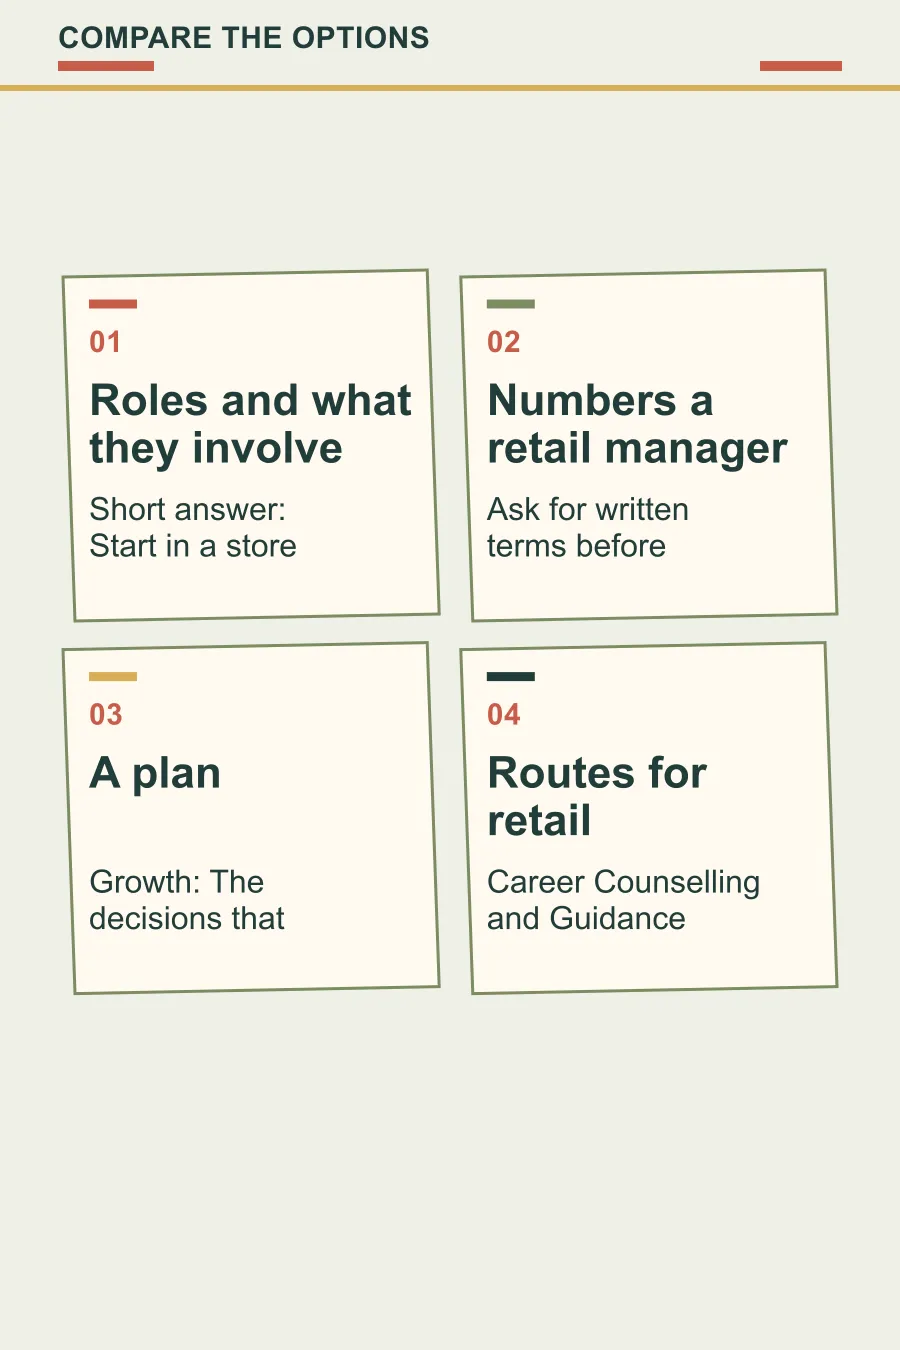 COMPARE THE OPTIONS
01
Roles and what
they involve
Short answer:
Start in a store
02
Numbers a
retail manager
Ask for written
terms before
03
A plan
Growth: The
decisions that
04
Routes for
retail
Career Counselling
and Guidance